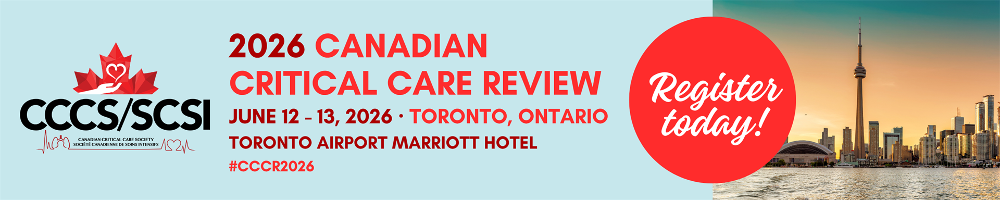 CCCS/SCSI
CANADIAN CRITICAL CARE SOCIETY
SOCIÉTÉ CANADIENNE DE SOINS INTENSIFS
2026 CANADIAN
CRITICAL CARE REVIEW
JUNE 12 - 13, 2026 · TORONTO, ONTARIO
TORONTO AIRPORT MARRIOTT HOTEL
#CCCR2026
Register
today!